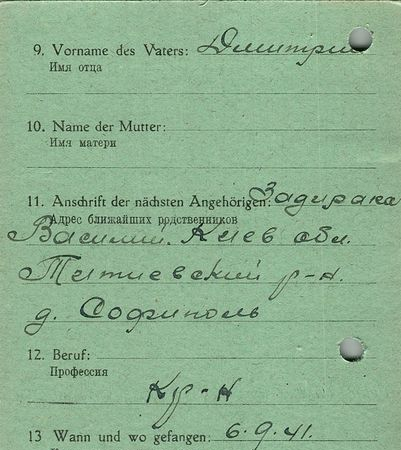 9. Vorname des Vaters: Дмитрий
Имя отца
10. Name der Mutter:
Имя матери
11. Anschrift der nächsten Angehörigen: Задирака
Адрес ближайших родственников
Василий. Киев обл.
Тетиевский р-н.
д. Софиполь
12. Beruf:
Профессия
Кр-н
13 Wann und wo gefangen: 6.9.41.